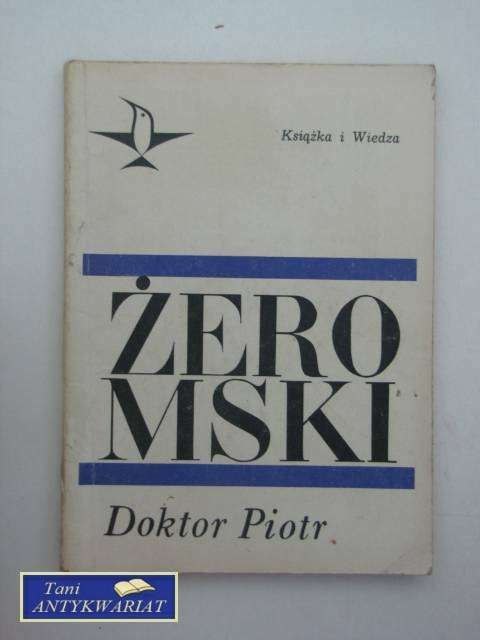 Książka i Wiedza
ŻERO
MSKI
Doktor Piotr
Tani
ANTYKWARIAT